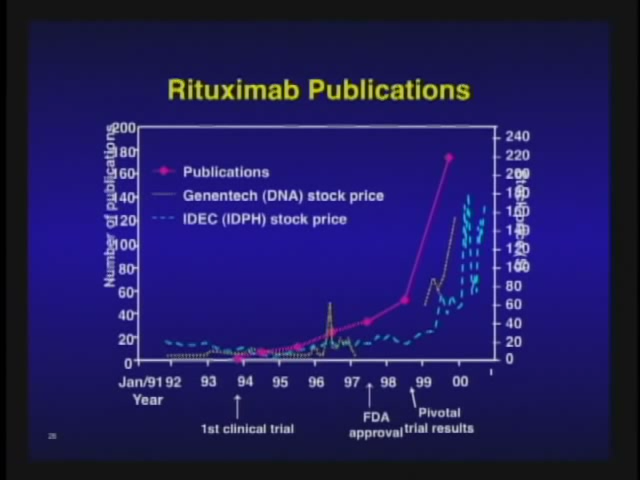 Rituximab Publications
Number of publications
200
180
160
140
120
100
80
60
40
20
0
Publications
Genentech (DNA) stock price
IDEC (IDPH) stock price
240
220
200
180
160
140
120
100
80
60
40
20
0
Jan/91 92 93 94 95 96 97 98 99 00
Year
1st clinical trial
FDA
approval
Pivotal
trial results